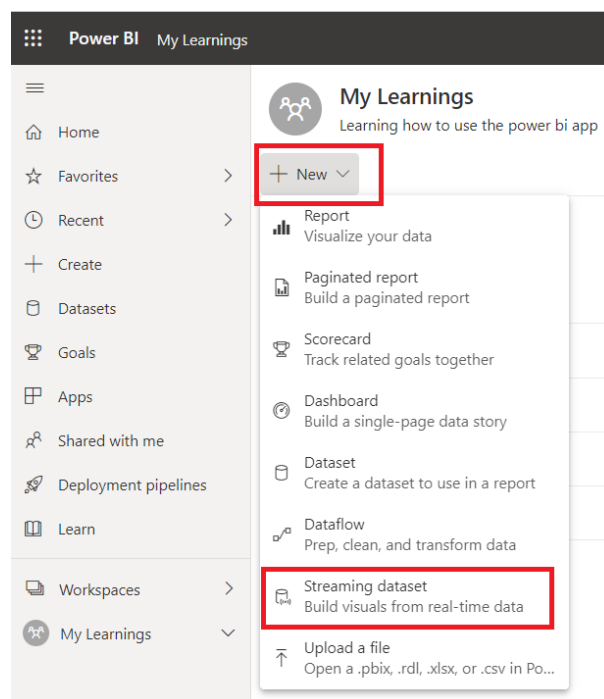 Power BI My Learnings
Home
Favorites
Recent
Create
Datasets
Goals
Apps
Shared with me
Deployment pipelines
Learn
Workspaces
My Learnings
My Learnings
Learning how to use the power bi app
New
Report
Visualize your data
Paginated report
Build a paginated report
Scorecard
Track related goals together
Dashboard
Build a single-page data story
Dataset
Create a dataset to use in a report
Dataflow
Prep, clean, and transform data
Streaming dataset
Build visuals from real-time data
Upload a file
Open a .pbix, .rdl, .xlsx, or .csv in Po...